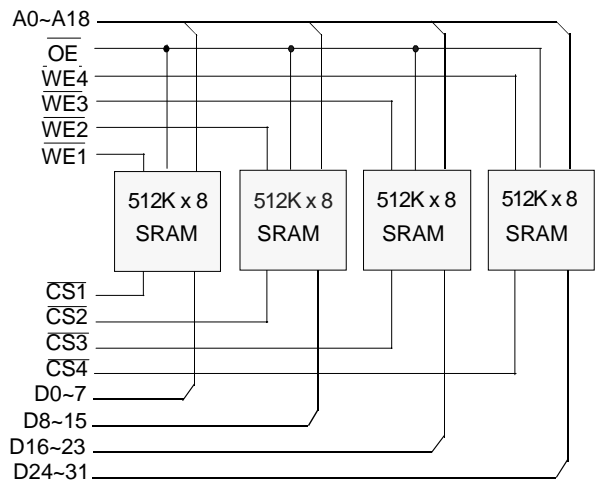 A0~A18
OE
WE4
WE3
WE2
WE1
512K x 8
SRAM
512K x 8
SRAM
512K x 8
SRAM
512K x 8
SRAM
CS1
CS2
CS3
CS4
D0~7
D8~15
D16~23
D24~31